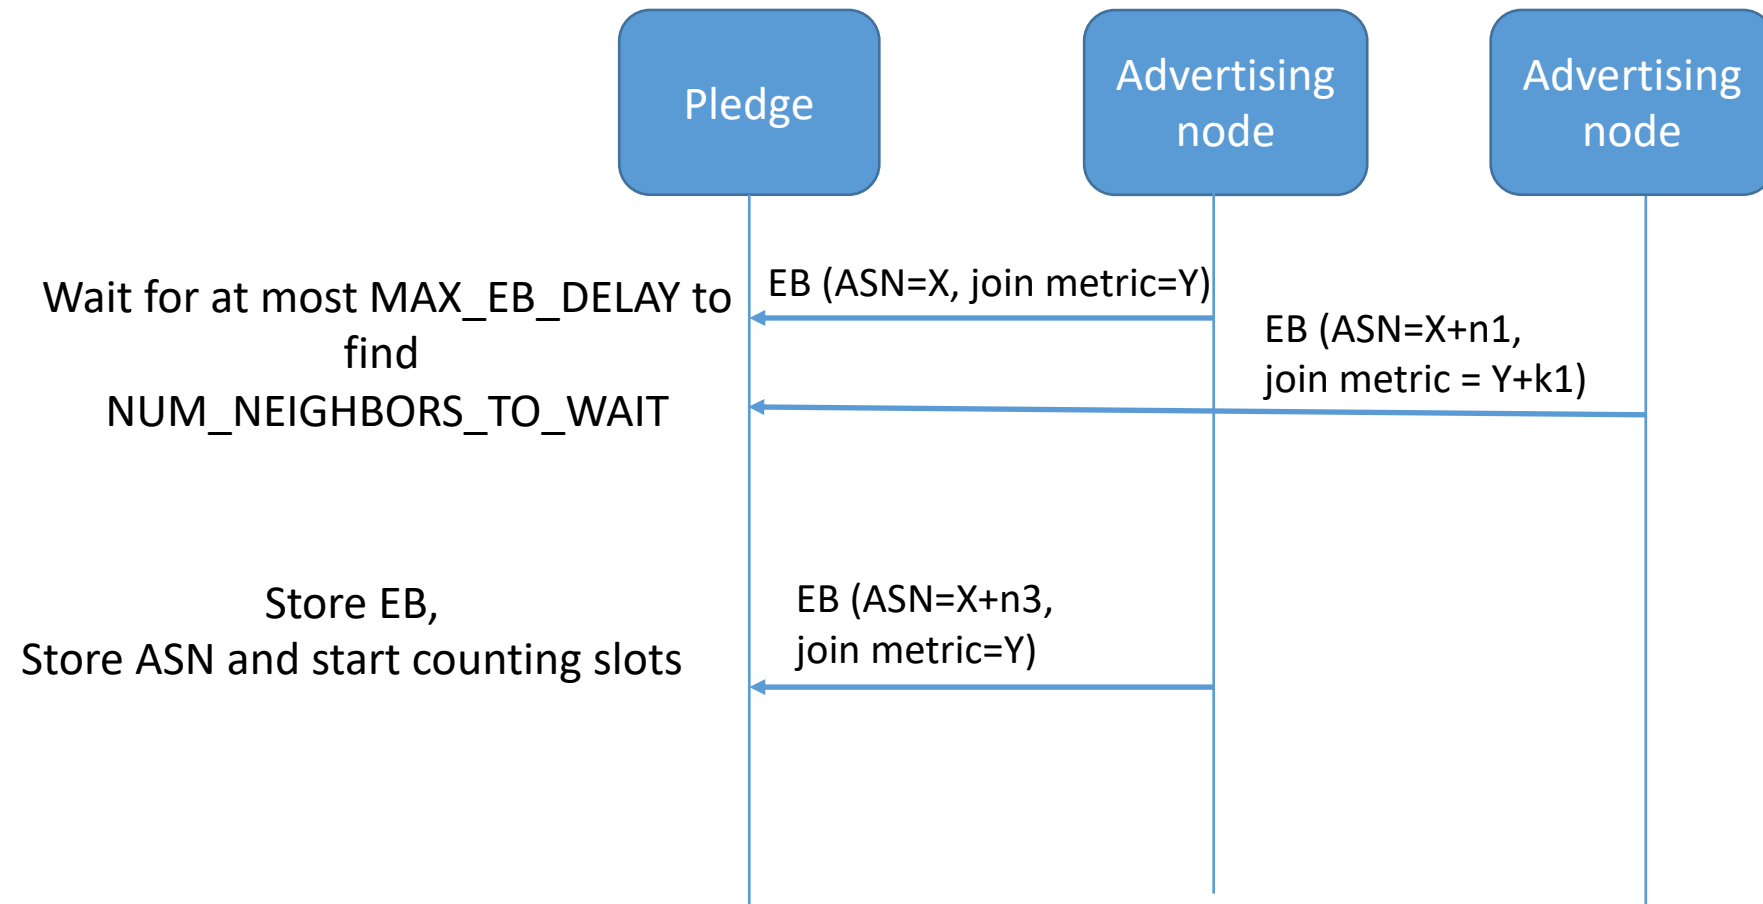 Pledge
Advertising
node
Advertising
node
Wait for at most MAX_EB_DELAY to
find
NUM_NEIGHBORS_TO_WAIT
EB (ASN=X, join metric=Y)
EB (ASN=X+n1,
join metric = Y+k1)
Store EB,
Store ASN and start counting slots
EB (ASN=X+n3,
join metric=Y)